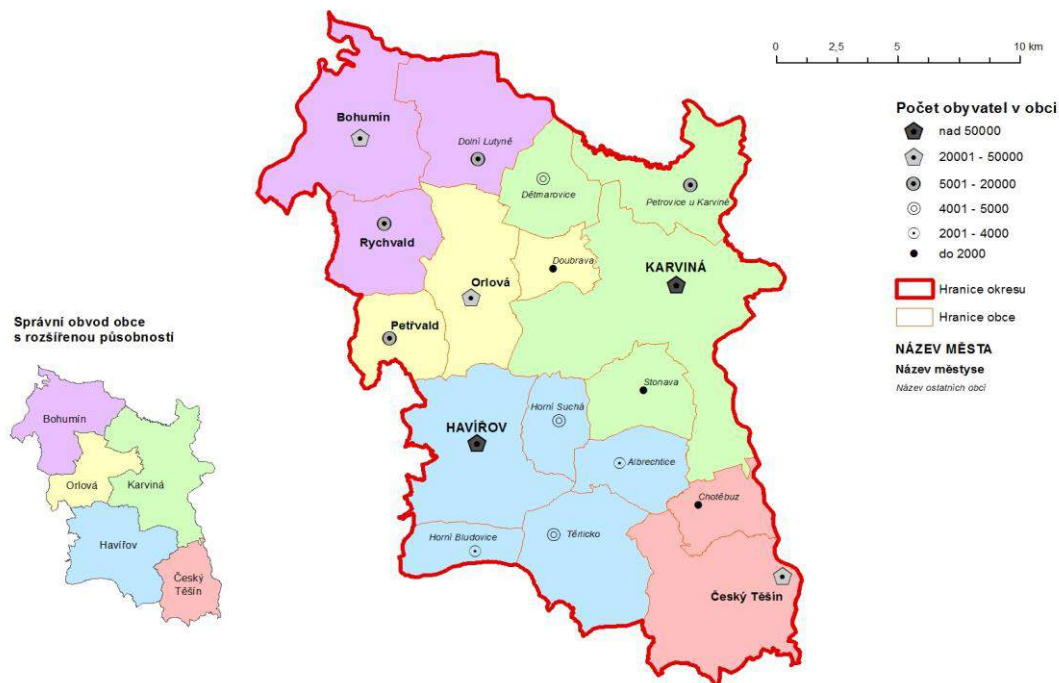 0 2,5 5 10 km
Počet obyvatel v obci
nad 50000
20001 - 50000
5001 - 20000
4001 - 5000
2001 - 4000
do 2000
Hranice okresu
Hranice obce
NÁZEV MĚSTA
Název městyse
Název ostatních obcí
Bohumín
Dolní Lutyně
Dětmarovice
Petrovice u Karviné
Rychvald
Doubrava
KARVINÁ
Orlová
Petřvald
Stonava
Horní Suchá
HAVÍŘOV
Albrechtice
Chotěbuz
Těrlicko
Horní Bludovice
Český Těšín
Správní obvod obce
s rozšířenou působností
Bohumín
Orlová
Karviná
Havířov
Český
Těšín